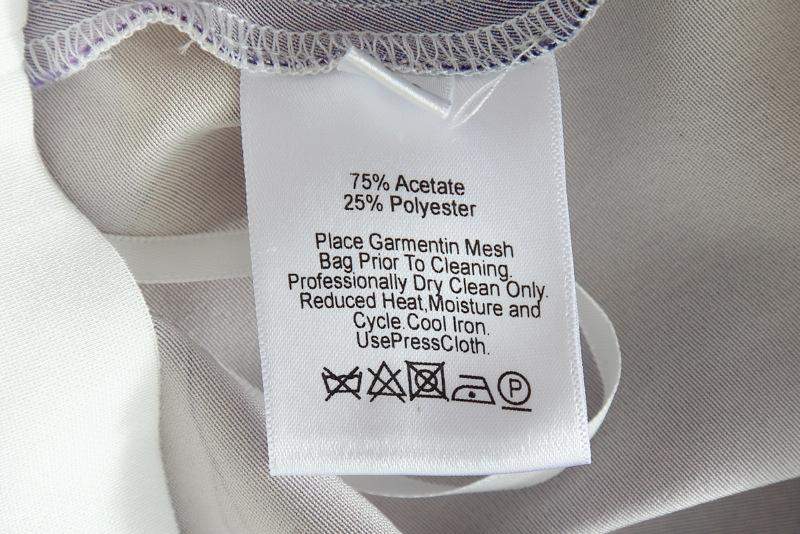 75% Acetate
25% Polyester
Place Garmentin Mesh
Bag Prior To Cleaning.
Professionally Dry Clean Only.
Reduced Heat,Moisture and
Cycle.Cool Iron.
UsePressCloth.
P